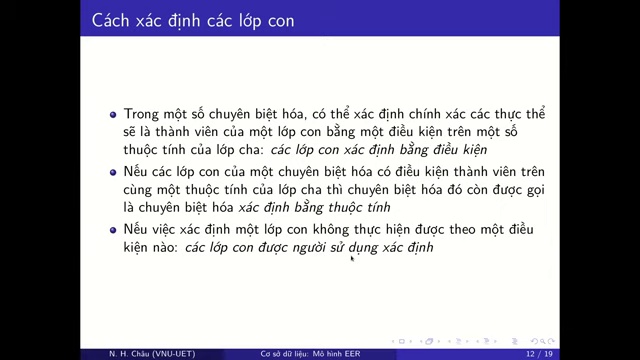 Cách xác định các lớp con
Trong một số chuyên biệt hóa, có thể xác định chính xác các thực thể
sẽ là thành viên của một lớp con bằng một điều kiện trên một số
thuộc tính của lớp cha: các lớp con xác định bằng điều kiện
Nếu các lớp con của một chuyên biệt hóa có điều kiện thành viên trên
cùng một thuộc tính của lớp cha thì chuyên biệt hóa đó còn được gọi
là chuyên biệt hóa xác định bằng thuộc tính
Nếu việc xác định một lớp con không thực hiện được theo một điều
kiện nào: các lớp con được người sử dụng xác định
N. H. Châu (VNU-UET) Cơ sở dữ liệu: Mô hình EER 12 / 19